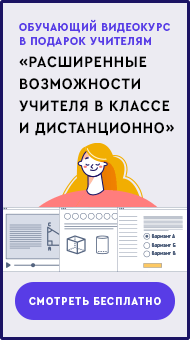 ОБУЧАЮЩИЙ ВИДЕОКУРС
В ПОДАРОК УЧИТЕЛЯМ
«РАСШИРЕННЫЕ
ВОЗМОЖНОСТИ
УЧИТЕЛЯ В КЛАССЕ
И ДИСТАНЦИОННО»
Вариант А
Вариант Б
Вариант В
СМОТРЕТЬ БЕСПЛАТНО